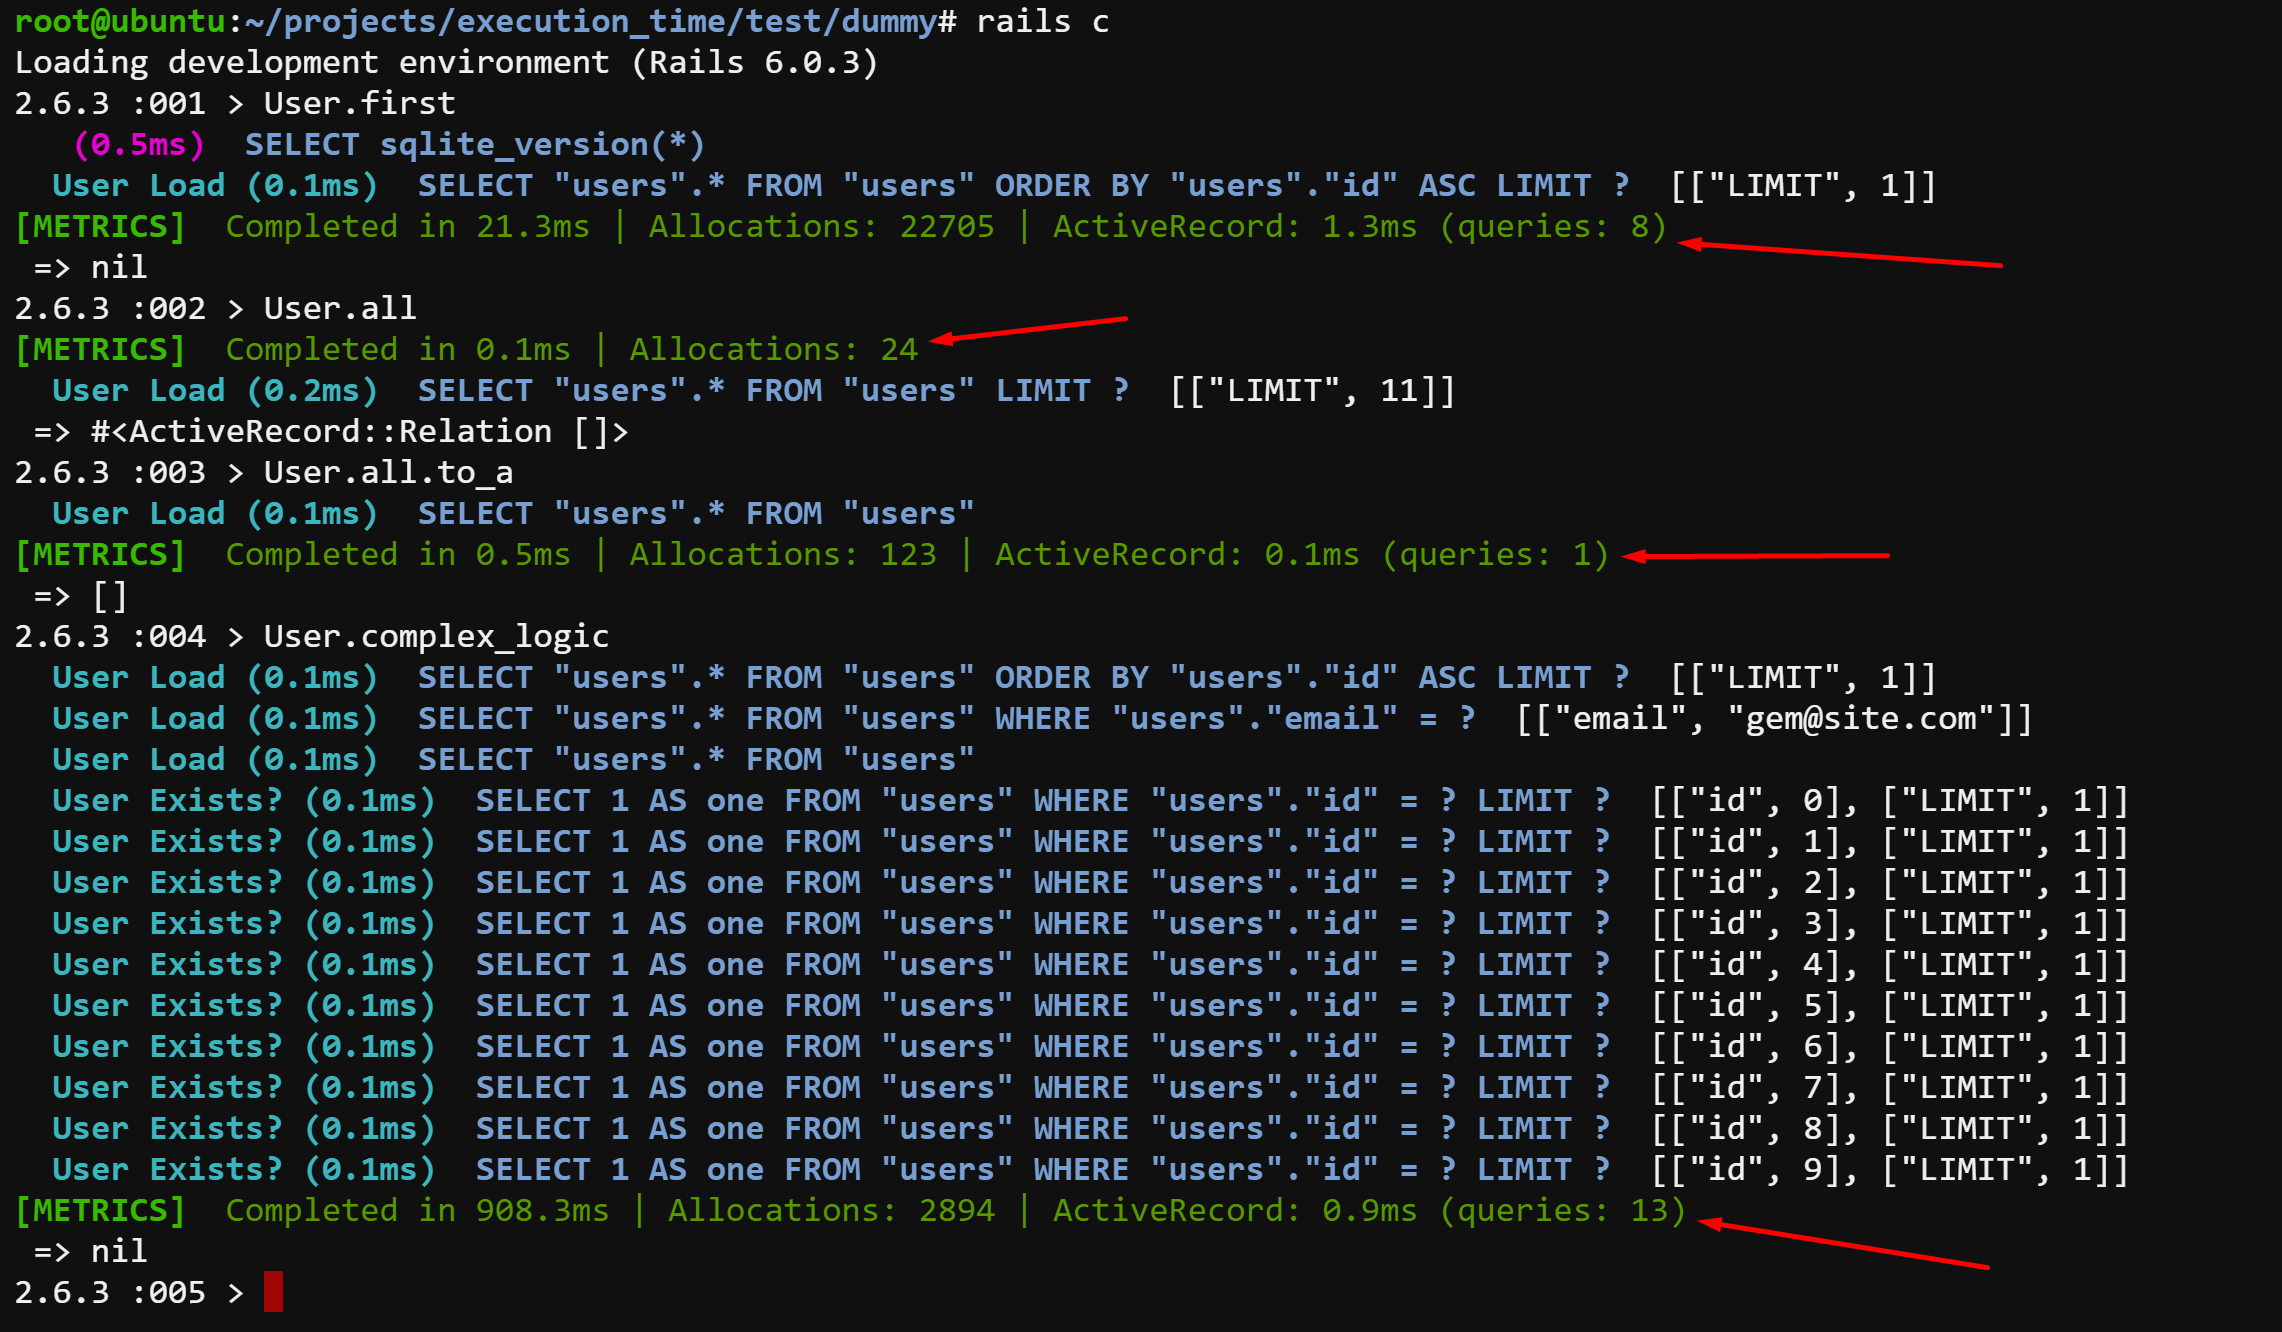 root@ubuntu:~/projects/execution_time/test/dummy# rails c
Loading development environment (Rails 6.0.3)
2.6.3 :001 > User.first
   (0.5ms)  SELECT sqlite_version(*)
  User Load (0.1ms)  SELECT "users".* FROM "users" ORDER BY "users"."id" ASC LIMIT ?  [["LIMIT", 1]]
[METRICS]  Completed in 21.3ms | Allocations: 22705 | ActiveRecord: 1.3ms (queries: 8)
 => nil
2.6.3 :002 > User.all
[METRICS]  Completed in 0.1ms | Allocations: 24
  User Load (0.2ms)  SELECT "users".* FROM "users" LIMIT ?  [["LIMIT", 11]]
 => #<ActiveRecord::Relation []>
2.6.3 :003 > User.all.to_a
  User Load (0.1ms)  SELECT "users".* FROM "users"
[METRICS]  Completed in 0.5ms | Allocations: 123 | ActiveRecord: 0.1ms (queries: 1)
 => []
2.6.3 :004 > User.complex_logic
  User Load (0.1ms)  SELECT "users".* FROM "users" ORDER BY "users"."id" ASC LIMIT ?  [["LIMIT", 1]]
  User Load (0.1ms)  SELECT "users".* FROM "users" WHERE "users"."email" = ?  [["email", "gem@site.com"]]
  User Load (0.1ms)  SELECT "users".* FROM "users"
  User Exists? (0.1ms)  SELECT 1 AS one FROM "users" WHERE "users"."id" = ? LIMIT ?  [["id", 0], ["LIMIT", 1]]
  User Exists? (0.1ms)  SELECT 1 AS one FROM "users" WHERE "users"."id" = ? LIMIT ?  [["id", 1], ["LIMIT", 1]]
  User Exists? (0.1ms)  SELECT 1 AS one FROM "users" WHERE "users"."id" = ? LIMIT ?  [["id", 2], ["LIMIT", 1]]
  User Exists? (0.1ms)  SELECT 1 AS one FROM "users" WHERE "users"."id" = ? LIMIT ?  [["id", 3], ["LIMIT", 1]]
  User Exists? (0.1ms)  SELECT 1 AS one FROM "users" WHERE "users"."id" = ? LIMIT ?  [["id", 4], ["LIMIT", 1]]
  User Exists? (0.1ms)  SELECT 1 AS one FROM "users" WHERE "users"."id" = ? LIMIT ?  [["id", 5], ["LIMIT", 1]]
  User Exists? (0.1ms)  SELECT 1 AS one FROM "users" WHERE "users"."id" = ? LIMIT ?  [["id", 6], ["LIMIT", 1]]
  User Exists? (0.1ms)  SELECT 1 AS one FROM "users" WHERE "users"."id" = ? LIMIT ?  [["id", 7], ["LIMIT", 1]]
  User Exists? (0.1ms)  SELECT 1 AS one FROM "users" WHERE "users"."id" = ? LIMIT ?  [["id", 8], ["LIMIT", 1]]
  User Exists? (0.1ms)  SELECT 1 AS one FROM "users" WHERE "users"."id" = ? LIMIT ?  [["id", 9], ["LIMIT", 1]]
[METRICS]  Completed in 908.3ms | Allocations: 2894 | ActiveRecord: 0.9ms (queries: 13)
 => nil
2.6.3 :005 >